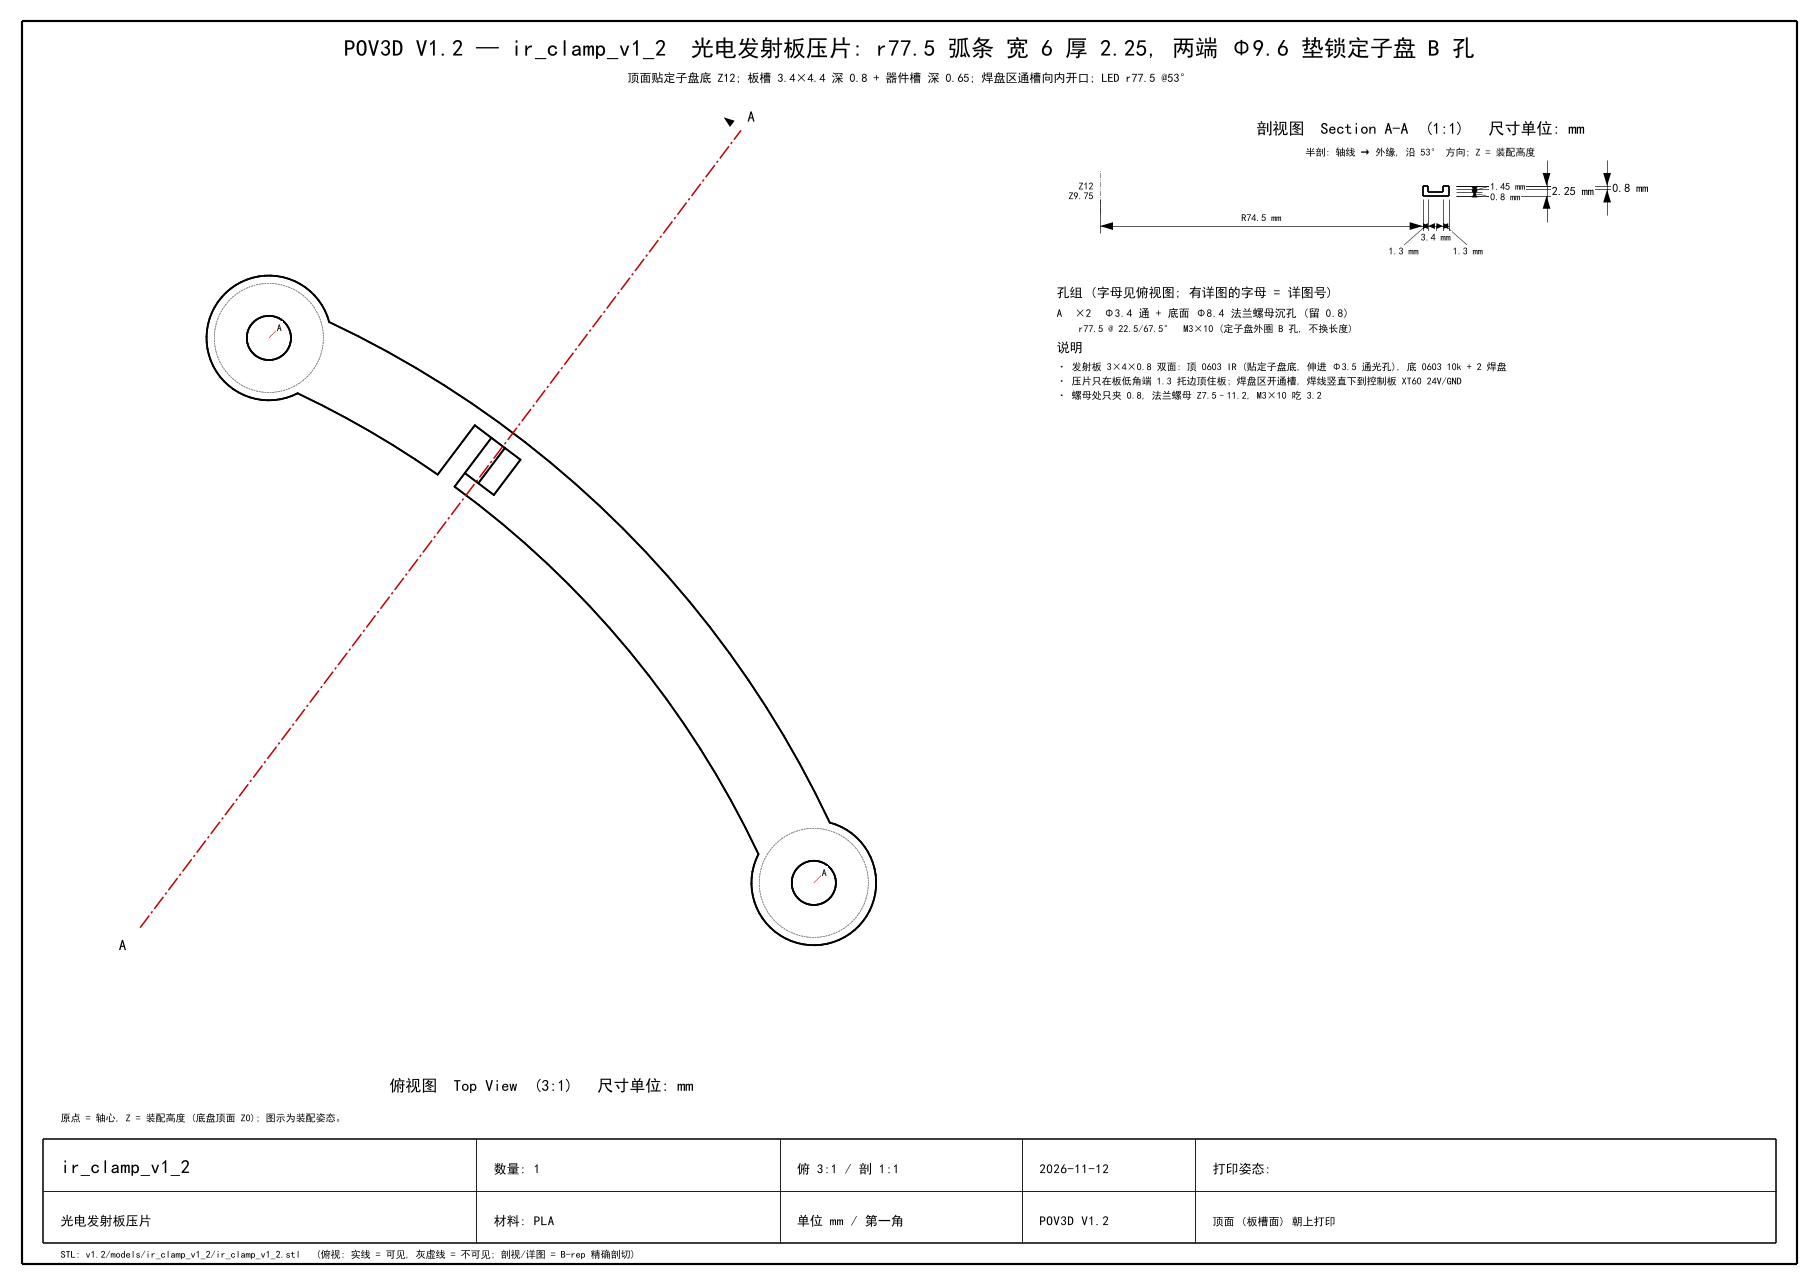 POV3D V1.2 — ir_clamp_v1_2 光电发射板压片: r77.5 弧条 宽 6 厚 2.25, 两端 Φ9.6 垫锁定子盘 B 孔
顶面贴定子盘底 Z12; 板槽 3.4×4.4 深 0.8 + 器件槽 深 0.65; 焊盘区通槽向内开口; LED r77.5 @53°
A
剖视图 Section A-A (1:1) 尺寸单位: mm
半剖: 轴线 → 外缘, 沿 53° 方向; Z = 装配高度
Z12
Z9.75
1.45 mm
0.8 mm
2.25 mm
0.8 mm
R74.5 mm
3.4 mm
1.3 mm
1.3 mm
孔组 (字母见俯视图; 有详图的字母 = 详图号)
A ×2 Φ3.4 通 + 底面 Φ8.4 法兰螺母沉孔 (留 0.8)
r77.5 @ 22.5/67.5° M3×10 (定子盘外圈 B 孔, 不换长度)
说明
· 发射板 3×4×0.8 双面: 顶 0603 IR (贴定子盘底, 伸进 Φ3.5 通光孔), 底 0603 10k + 2 焊盘
· 压片只在板低角端 1.3 托边顶住板; 焊盘区开通槽, 焊线竖直下到控制板 XT60 24V/GND
· 螺母处只夹 0.8, 法兰螺母 Z7.5–11.2, M3×10 吃 3.2
A
A
A
俯视图 Top View (3:1) 尺寸单位: mm
原点 = 轴心, Z = 装配高度 (底盘顶面 Z0); 图示为装配姿态。
ir_clamp_v1_2
数量: 1
俯 3:1 / 剖 1:1
2026-11-12
打印姿态:
光电发射板压片
材料: PLA
单位 mm / 第一角
POV3D V1.2
顶面 (板槽面) 朝上打印
STL: v1.2/models/ir_clamp_v1_2/ir_clamp_v1_2.stl (俯视: 实线 = 可见, 灰虚线 = 不可见; 剖视/详图 = B-rep 精确剖切)